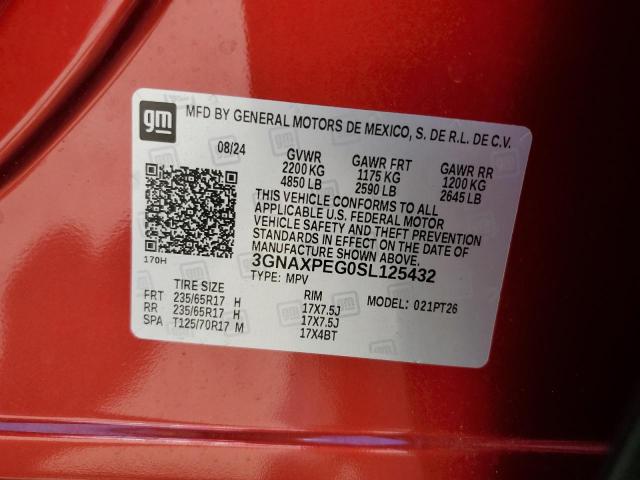 gm
MFD BY GENERAL MOTORS DE MEXICO, S. DE R.L. DE C.V.
08/24 GVWR GAWR FRT GAWR RR
2200 KG 1175 KG 1200 KG
4850 LB 2590 LB 2645 LB
THIS VEHICLE CONFORMS TO ALL
APPLICABLE U.S. FEDERAL MOTOR
VEHICLE SAFETY AND THEFT PREVENTION
STANDARDS IN EFFECT ON THE DATE OF
MANUFACTURE SHOWN ABOVE.
170H 3GNAXPEG0SL125432
TYPE: MPV
TIRE SIZE RIM MODEL: 021PT26
FRT 235/65R17 H 17X7.5J
RR 235/65R17 H 17X7.5J
SPA T125/70R17 M 17X4BT